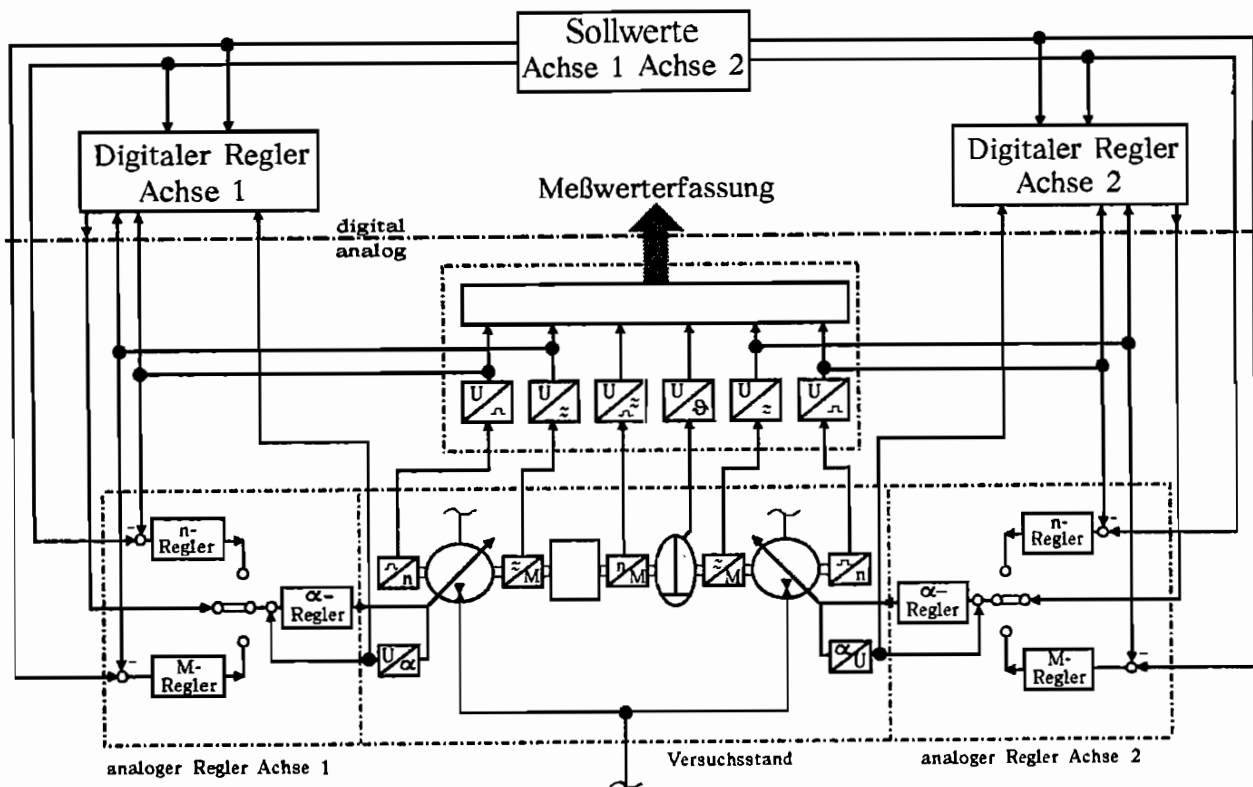 Sollwerte
Achse 1 Achse 2
Digitaler Regler
Achse 1
Digitaler Regler
Achse 2
Meßwerterfassung
digital
analog
U
U ≈
U ≈
U ϑ
U ≈
U
n-
Regler
n
≈ M
n M
≈ M
n
n-
Regler
α-
Regler
α-
Regler
U α
α U
M-
Regler
M-
Regler
analoger Regler Achse 1
Versuchsstand
analoger Regler Achse 2